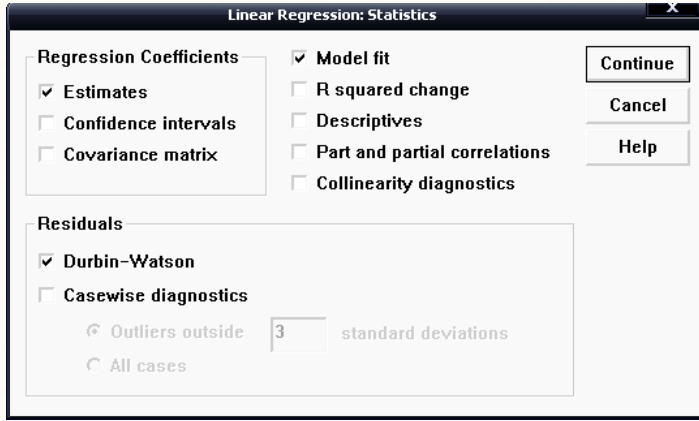 Linear Regression: Statistics
X
Regression Coefficients
Estimates
Confidence intervals
Covariance matrix
Model fit
R squared change
Descriptives
Part and partial correlations
Collinearity diagnostics
Continue
Cancel
Help
Residuals
Durbin-Watson
Casewise diagnostics
Outliers outside 3 standard deviations
All cases